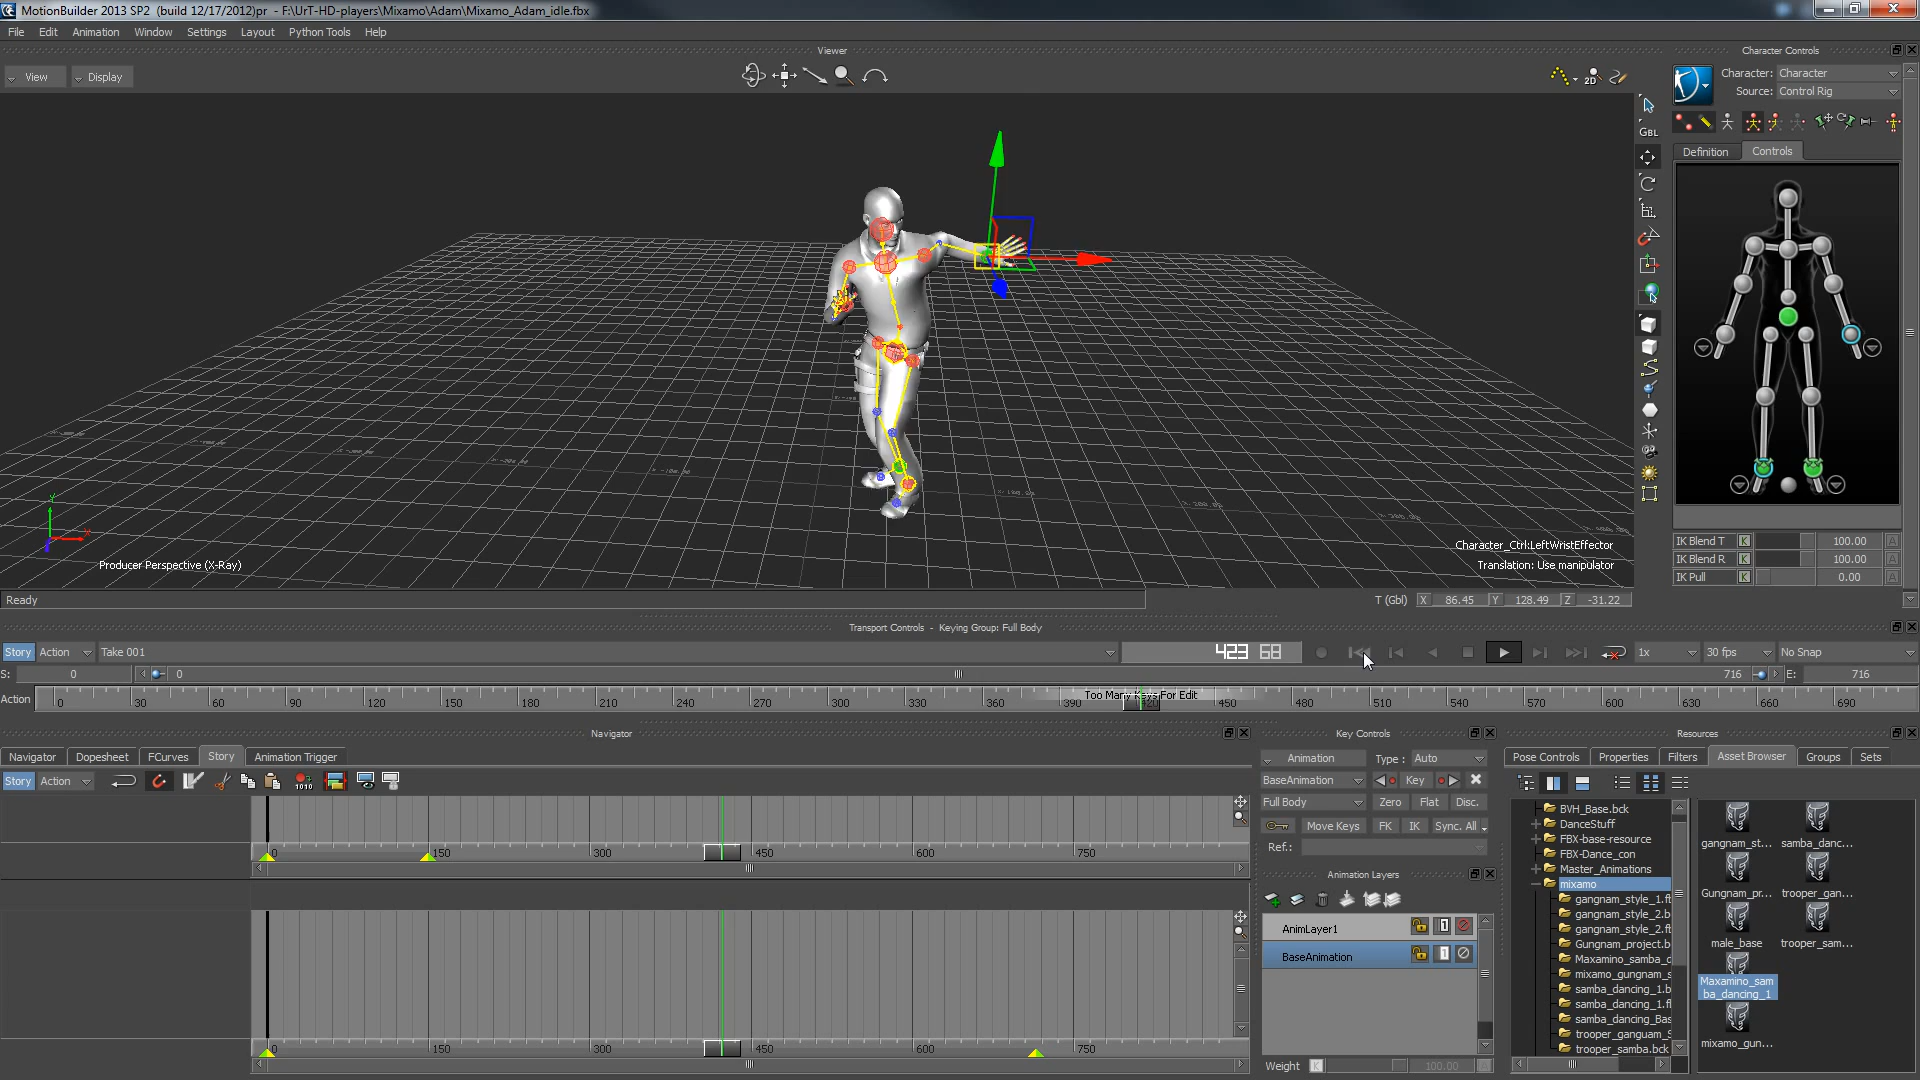 MotionBuilder 2013 SP2  (build 12/17/2012)pr  - F:\UrT-HD-players\Mixamo\Adam\Mixamo_Adam_idle.fbx
File Edit Animation Window Settings Layout Python Tools Help
Viewer
Character Controls
View Display
2D
Character: Character
Source: Control Rig
GBL
Definition Controls
Character_Ctrl:LeftWristEffector
Producer Perspective (X-Ray)
Translation: Use manipulator
IK Blend T K 100.00 A
IK Blend R K 100.00 A
IK Pull K 0.00 A
Ready
T (Gbl) X 86.45 Y 128.49 Z -31.22
Transport Controls  -  Keying Group: Full Body
Story Action Take 001 423 68 1x 30 fps No Snap
S: 0 0 716 E: 716
Too Many Keys For Edit
Action 0 30 60 90 120 150 180 210 240 270 300 330 360 390 420 450 480 510 540 570 600 630 660 690
Navigator
Key Controls
Resources
Navigator Dopesheet FCurves Story Animation Trigger
Animation Type : Auto
Pose Controls Properties Filters Asset Browser Groups Sets
Story Action 1010
BaseAnimation Key
Full Body Zero Flat Disc.
Move Keys FK IK Sync. All
Ref.:
0 150 300 450 600 750
Animation Layers
AnimLayer1 1
BaseAnimation 1
0 150 300 450 600 750
Weight K 100.00 A
BVH_Base.bck
DanceStuff
FBX-base-resource
FBX-Dance_con
Master_Animations
mixamo
gangnam_style_1.ft
gangnam_style_2.b
gangnam_style_2.ft
Gungnam_project.b
Maxamino_samba_d
mixamo_gungnam_s
samba_dancing_1.b
samba_dancing_1.ft
samba_dancing_Bas
trooper_ganguam_S
trooper_samba.bck
gangnam_st... samba_danc...
Gungnam_pr... trooper_gan...
male_base trooper_sam...
Maxamino_sam
ba_dancing_1
mixamo_gun...